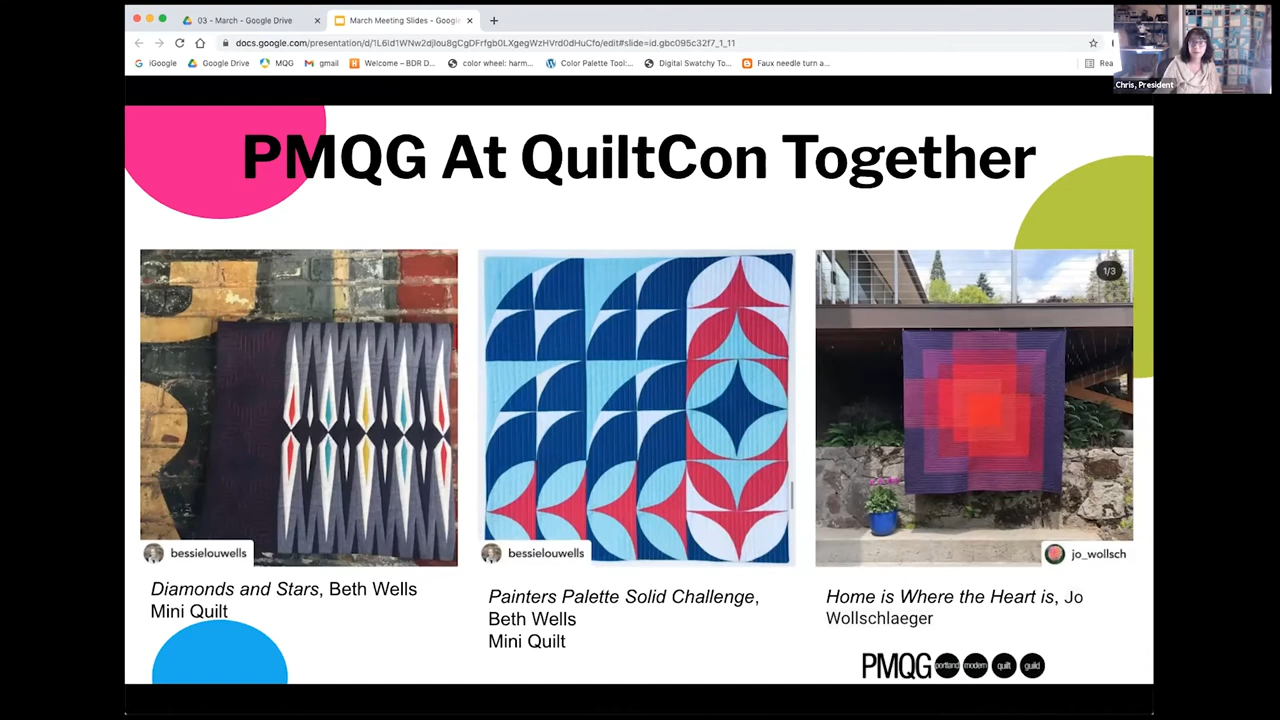 03 - March - Google Drive
March Meeting Slides - Google
docs.google.com/presentation/d/1L6Id1WNw2djlou8gCgDFrfgb0LXgegWzHVrd0dHuCfo/edit#slide=id.gbc095c32f7_1_11
iGoogle
Google Drive
MQG
gmail
Welcome – BDR D...
color wheel: harm...
Color Palette Tool:...
Digital Swatchy To...
Faux needle turn a...
Rea
Chris, President
PMQG At QuiltCon Together
1/3
bessielouwells
bessielouwells
jo_wollsch
Diamonds and Stars, Beth Wells
Mini Quilt
Painters Palette Solid Challenge,
Beth Wells
Mini Quilt
Home is Where the Heart is, Jo
Wollschlaeger
PMQG portland modern quilt guild